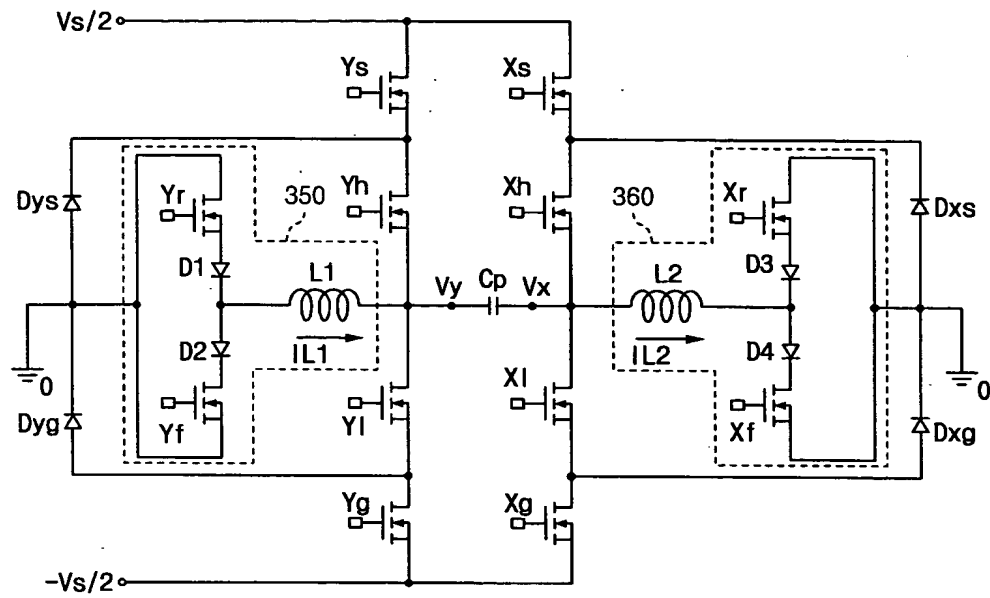 Vs/2
Ys
Xs
Dys
Yr
350
Yh
Xh
360
Xr
Dxs
D1
L1
Vy
Cp
Vx
L2
D3
0
D2
IL1
IL2
D4
0
Dyg
Yf
Yl
Xl
Xf
Dxg
Yg
Xg
-Vs/2